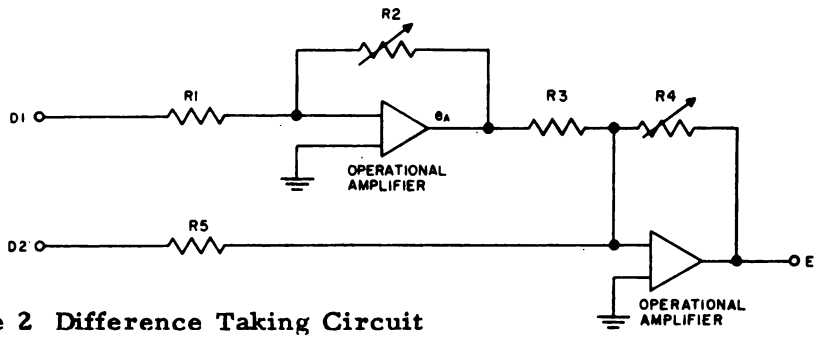 R2
R1
R3
R4
D1
eA
OPERATIONAL
AMPLIFIER
R5
D2
E
OPERATIONAL
AMPLIFIER
e 2 Difference Taking Circuit